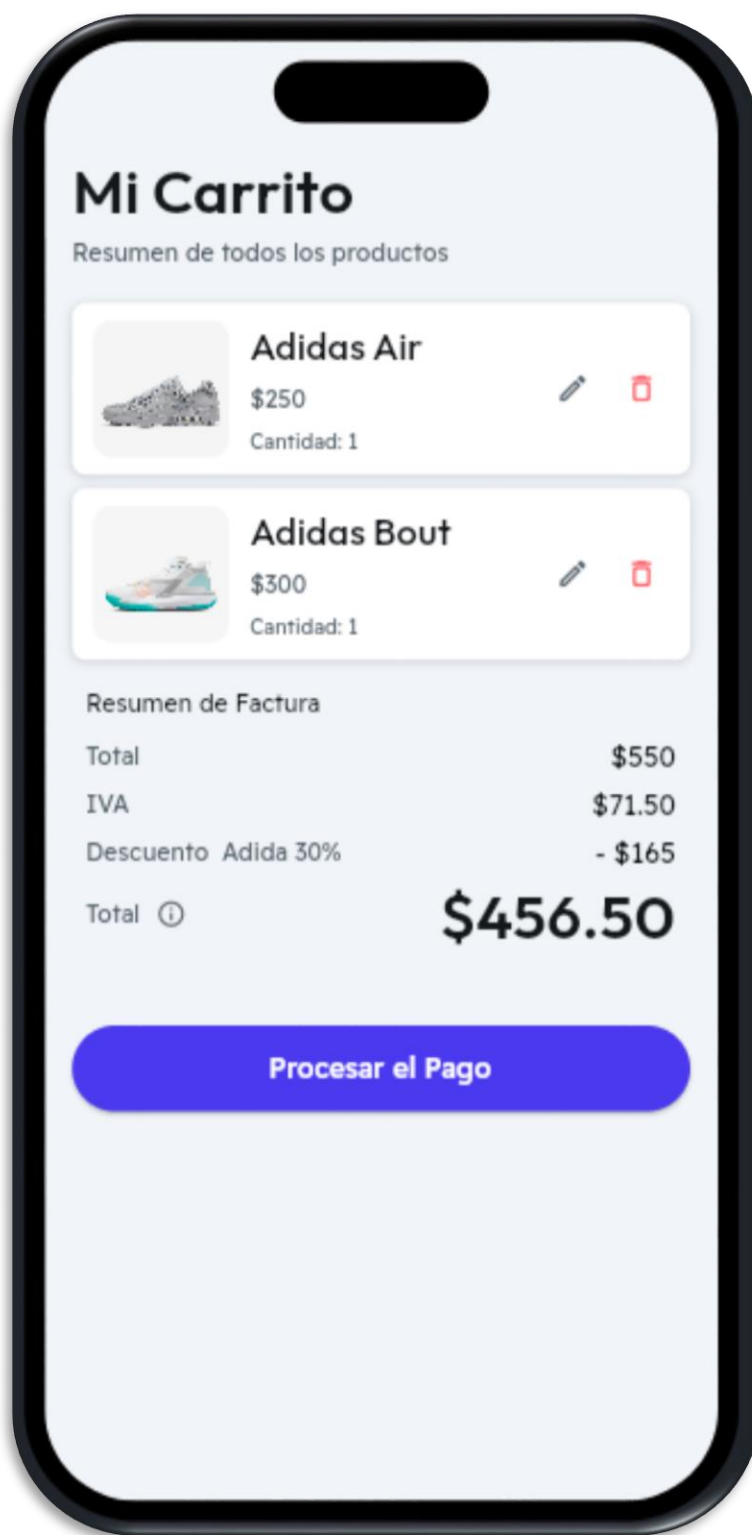 Mi Carrito
Resumen de todos los productos
Adidas Air
$250
Cantidad: 1
Adidas Bout
$300
Cantidad: 1
Resumen de Factura
Total $550
IVA $71.50
Descuento Adida 30% - $165
Total $456.50
Procesar el Pago